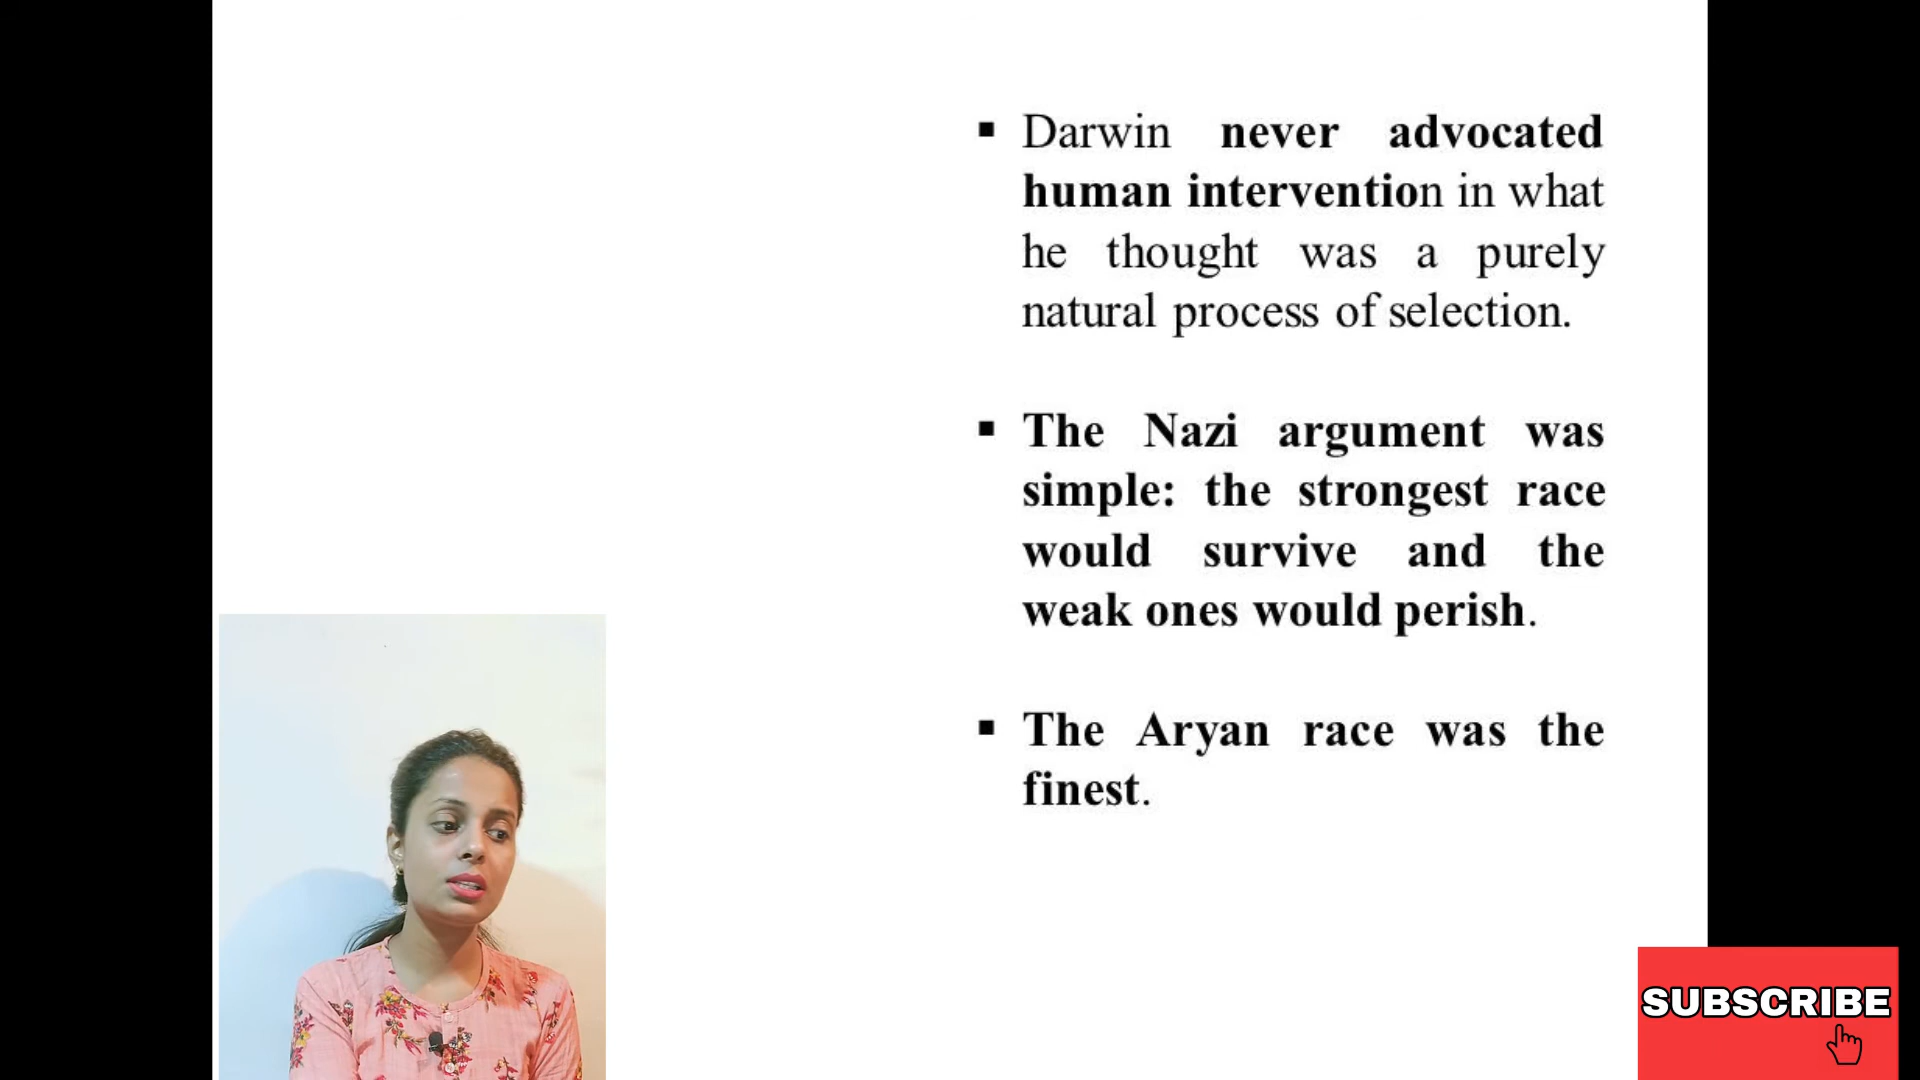 ▪ Darwin never advocated
human intervention in what
he thought was a purely
natural process of selection.
▪ The Nazi argument was
simple: the strongest race
would survive and the
weak ones would perish.
▪ The Aryan race was the
finest.
SUBSCRIBE